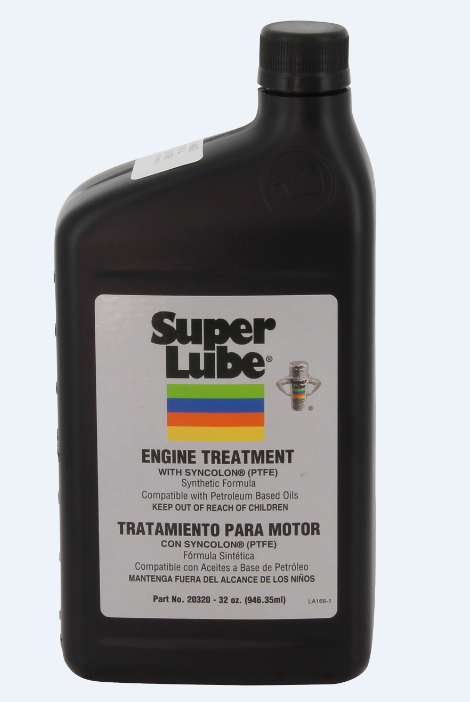 Super
Lube®
®
ENGINE TREATMENT
WITH SYNCOLON® (PTFE)
Synthetic Formula
Compatible with Petroleum Based Oils
KEEP OUT OF REACH OF CHILDREN
TRATAMIENTO PARA MOTOR
CON SYNCOLON® (PTFE)
Fórmula Sintética
Compatible con Aceites a Base de Petróleo
MANTENGA FUERA DEL ALCANCE DE LOS NIÑOS
Part No. 20320 - 32 oz. (946.35ml)
LA166-1